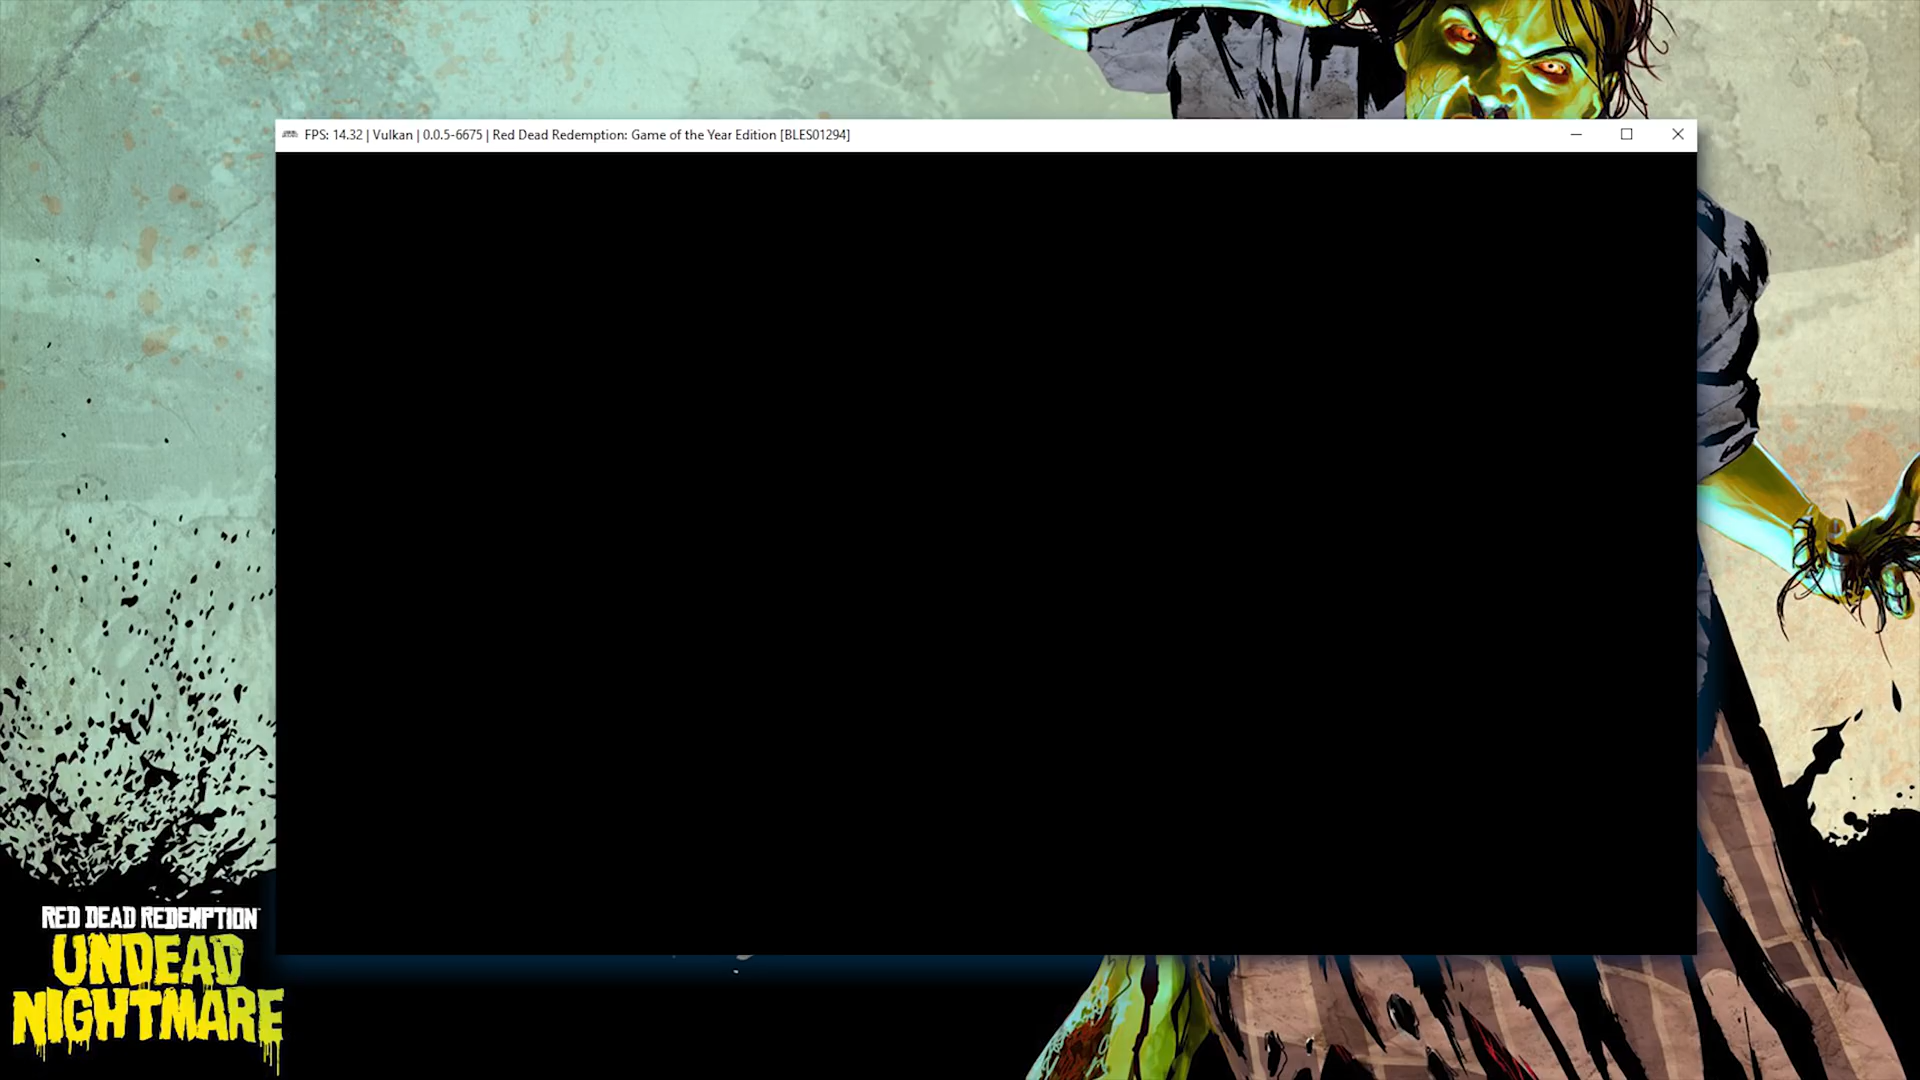 FPS: 14.32 | Vulkan | 0.0.5-6675 | Red Dead Redemption: Game of the Year Edition [BLES01294]
RED DEAD REDEMPTION
UNDEAD
NIGHTMARE